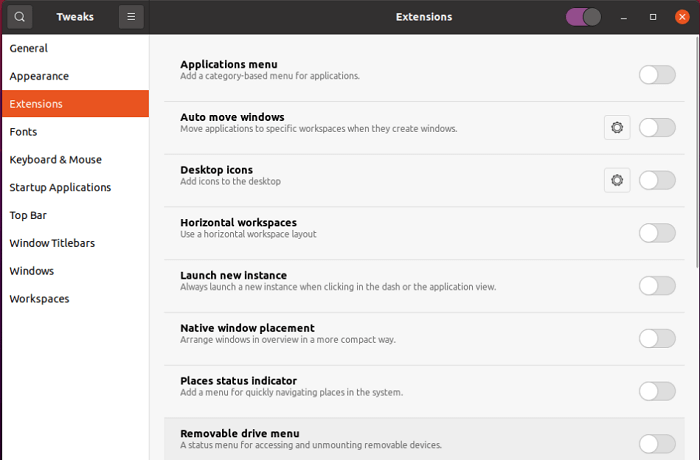 Tweaks
Extensions
General
Appearance
Extensions
Fonts
Keyboard & Mouse
Startup Applications
Top Bar
Window Titlebars
Windows
Workspaces
Applications menu
Add a category-based menu for applications.
Auto move windows
Move applications to specific workspaces when they create windows.
Desktop icons
Add icons to the desktop
Horizontal workspaces
Use a horizontal workspace layout
Launch new instance
Always launch a new instance when clicking in the dash or the application view.
Native window placement
Arrange windows in overview in a more compact way.
Places status indicator
Add a menu for quickly navigating places in the system.
Removable drive menu
A status menu for accessing and unmounting removable devices.